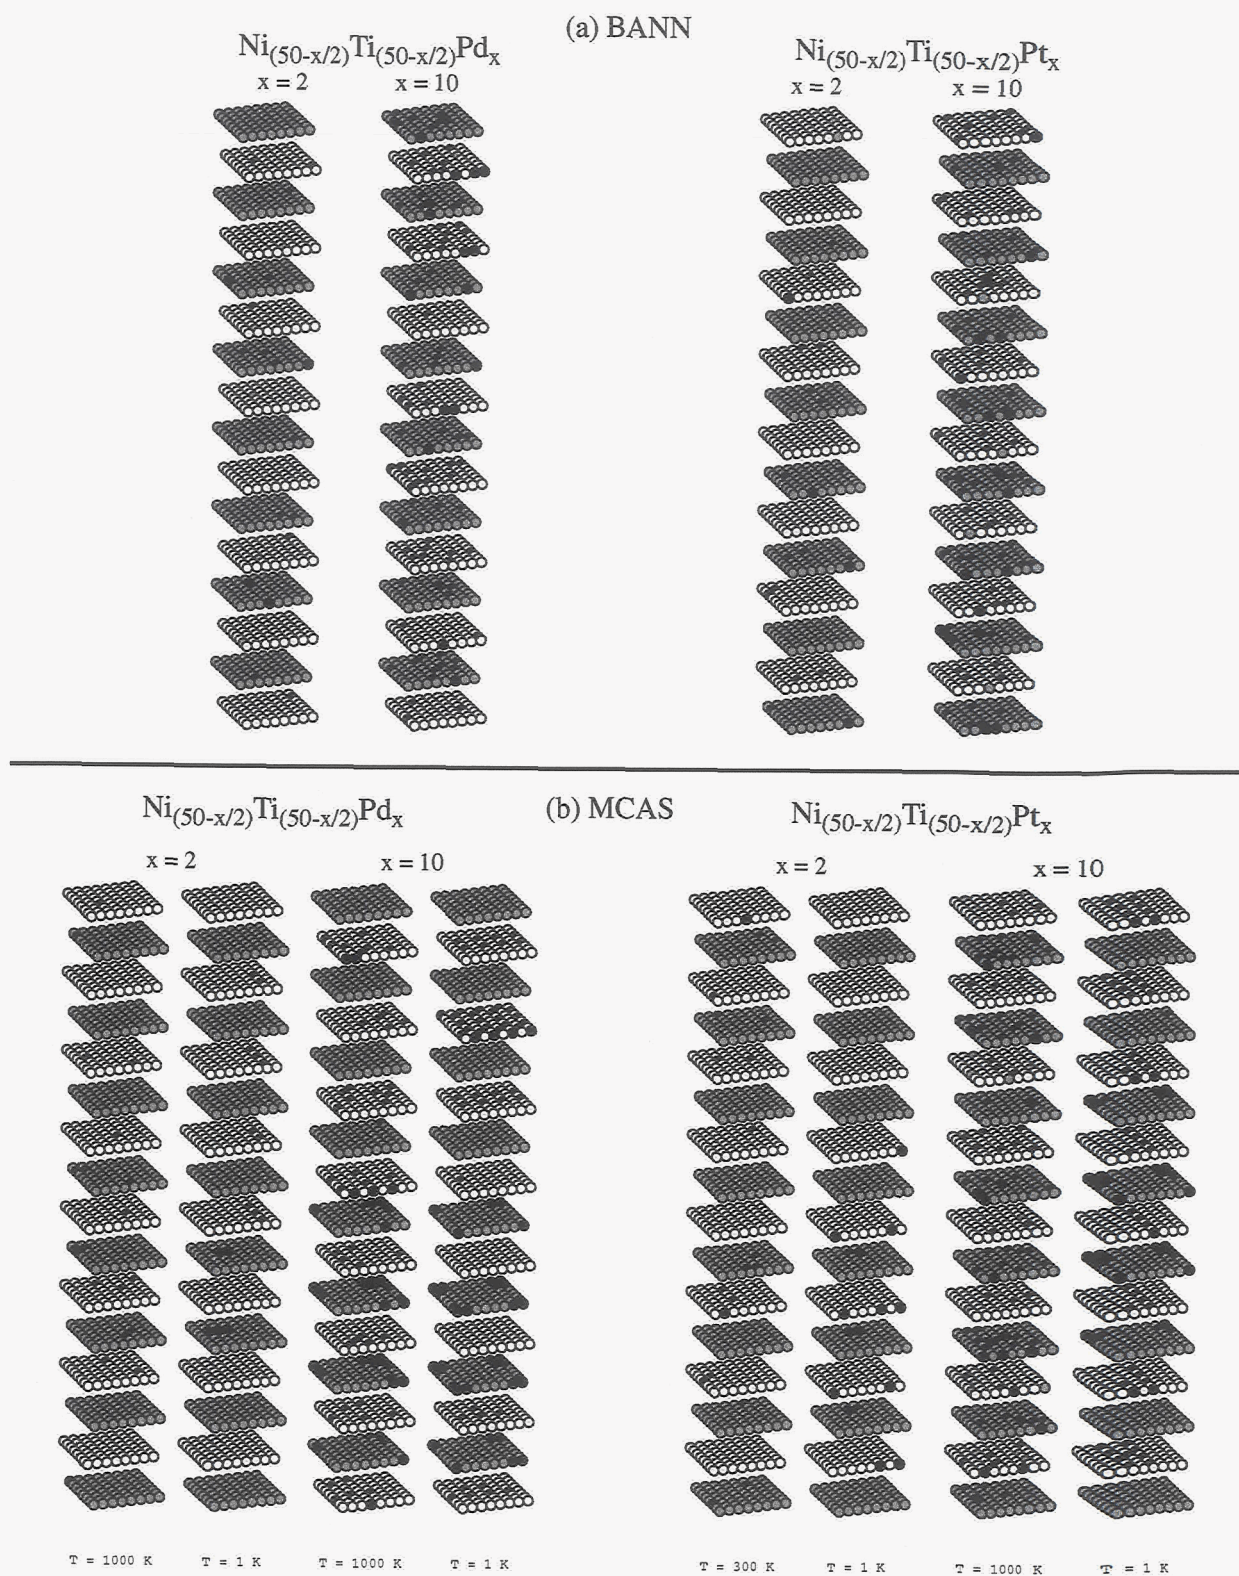 (a) BANN
Ni(50-x/2)Ti(50-x/2)Pdx
x = 2 x = 10
Ni(50-x/2)Ti(50-x/2)Ptx
x = 2 x = 10
(b) MCAS
Ni(50-x/2)Ti(50-x/2)Pdx
x = 2 x = 10
Ni(50-x/2)Ti(50-x/2)Ptx
x = 2 x = 10
T = 1000 K T = 1 K T = 1000 K T = 1 K
T = 300 K T = 1 K T = 1000 K T = 1 K